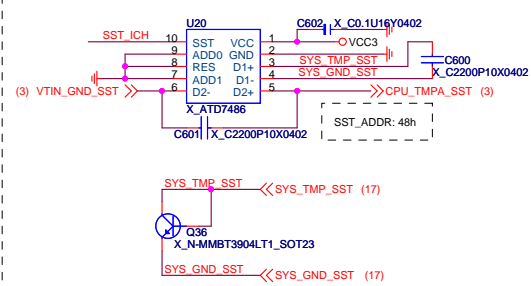 U20
C602 X_C0.1U16Y0402
SST_ICH 10 SST VCC 1
VCC3
9 ADD0 GND 2
8 RES D1+ 3 SYS_TMP_SST C600
7 ADD1 D1- 4 SYS_GND_SST X_C2200P10X0402
(3) VTIN_GND_SST 6 D2- D2+ 5 CPU_TMPA_SST (3)
X_ATD7486
SST_ADDR: 48h
C601 X_C2200P10X0402
SYS_TMP_SST SYS_TMP_SST (17)
Q36
X_N-MMBT3904LT1_SOT23
SYS_GND_SST SYS_GND_SST (17)